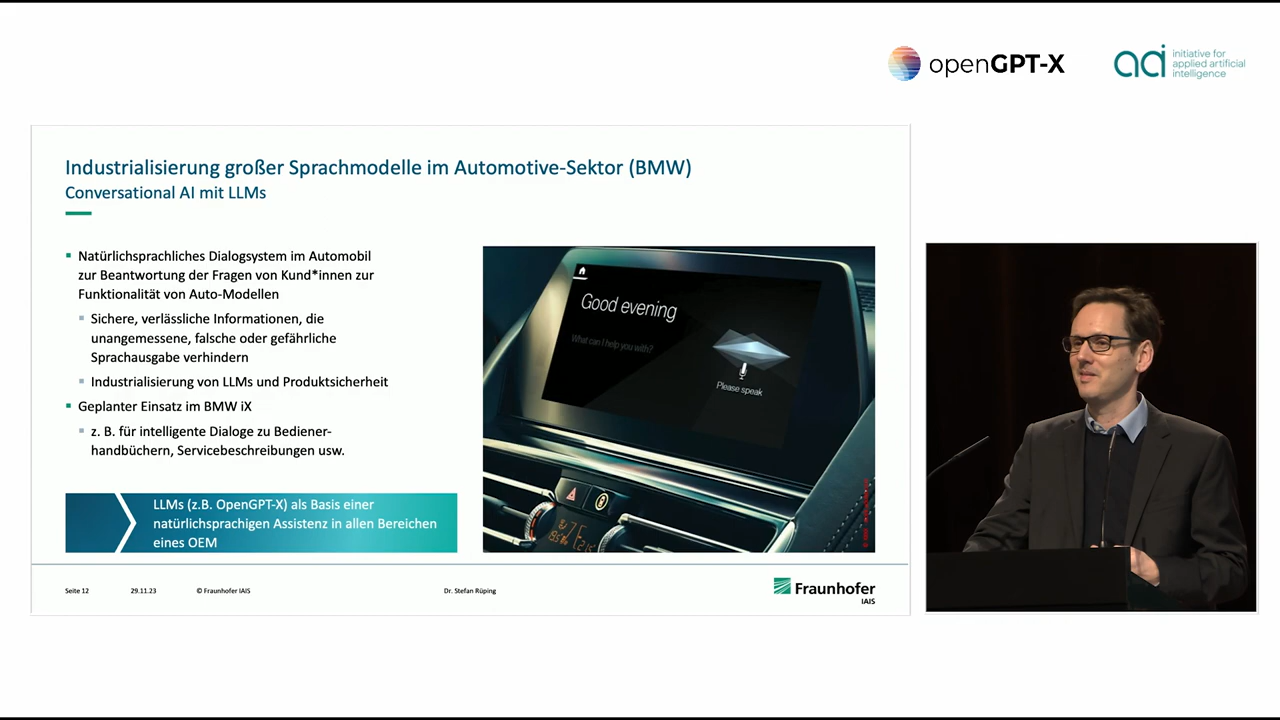 openGPT-X
aai
initiative for
applied artificial
intelligence
Industrialisierung großer Sprachmodelle im Automotive-Sektor (BMW)
Conversational AI mit LLMs
Natürlichsprachliches Dialogsystem im Automobil
zur Beantwortung der Fragen von Kund*innen zur
Funktionalität von Auto-Modellen
Sichere, verlässliche Informationen, die
unangemessene, falsche oder gefährliche
Sprachausgabe verhindern
Industrialisierung von LLMs und Produktsicherheit
Geplanter Einsatz im BMW iX
z. B. für intelligente Dialoge zu Bediener-
handbüchern, Servicebeschreibungen usw.
LLMs (z.B. OpenGPT-X) als Basis einer
natürlichsprachigen Assistenz in allen Bereichen
eines OEM
Good evening
What can I help you with?
Please speak
Seite 12
29.11.23
© Fraunhofer IAIS
Dr. Stefan Rüping
Fraunhofer
IAIS